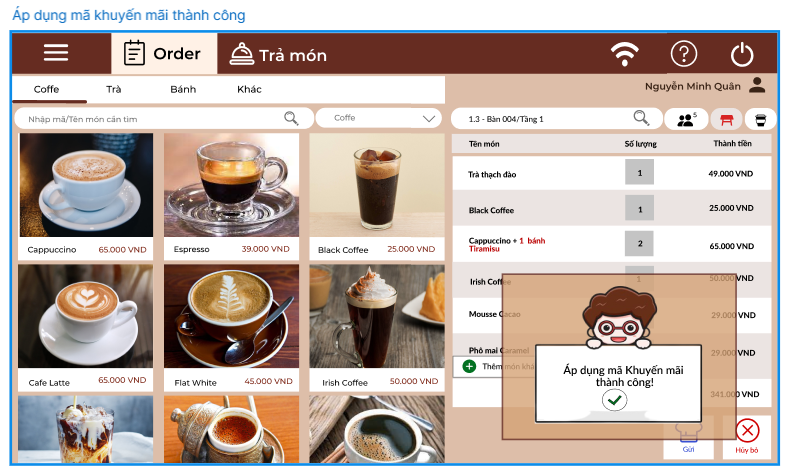 Áp dụng mã khuyến mãi thành công
Order
Trả món
Coffe
Trà
Bánh
Khác
Nguyễn Minh Quân
Nhập mã/Tên món cần tìm
Coffe
1.3 - Bàn 004/Tầng 1
5
Tên món
Số lượng
Thành tiền
Trà thạch đào
1
49.000 VND
Black Coffee
1
25.000 VND
Cappuccino + 1 bánh
Tiramisu
2
65.000 VND
Irish Coffee
1
50.000 VND
Mousse Cacao
29.000 VND
Phô mai Caramel
29.000 VND
Thêm món khá
341.000 VND
Áp dụng mã Khuyến mãi
thành công!
Gửi
Hủy bỏ
Cappuccino
65.000 VND
Espresso
39.000 VND
Black Coffee
25.000 VND
Cafe Latte
65.000 VND
Flat White
45.000 VND
Irish Coffee
50.000 VND